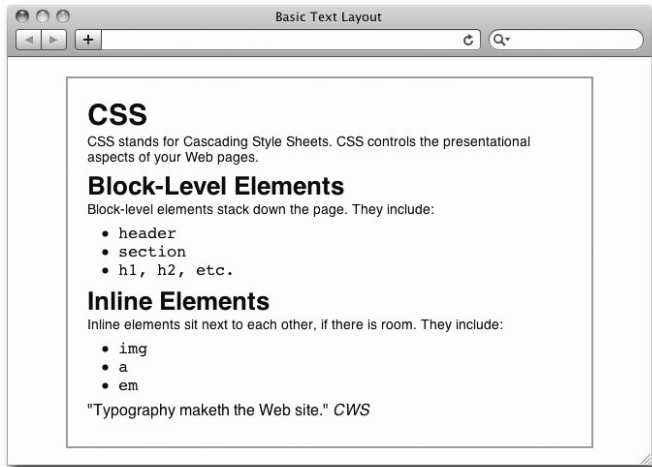 Basic Text Layout
CSS
CSS stands for Cascading Style Sheets. CSS controls the presentational
aspects of your Web pages.
Block-Level Elements
Block-level elements stack down the page. They include:
• header
• section
• h1, h2, etc.
Inline Elements
Inline elements sit next to each other, if there is room. They include:
• img
• a
• em
"Typography maketh the Web site." CWS